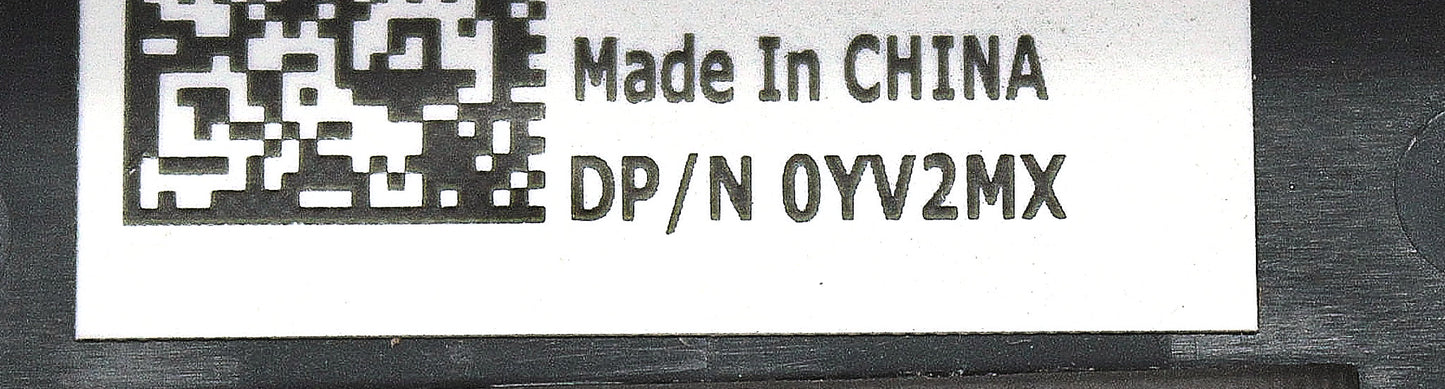 Made In CHINA
DP/N 0YV2MX